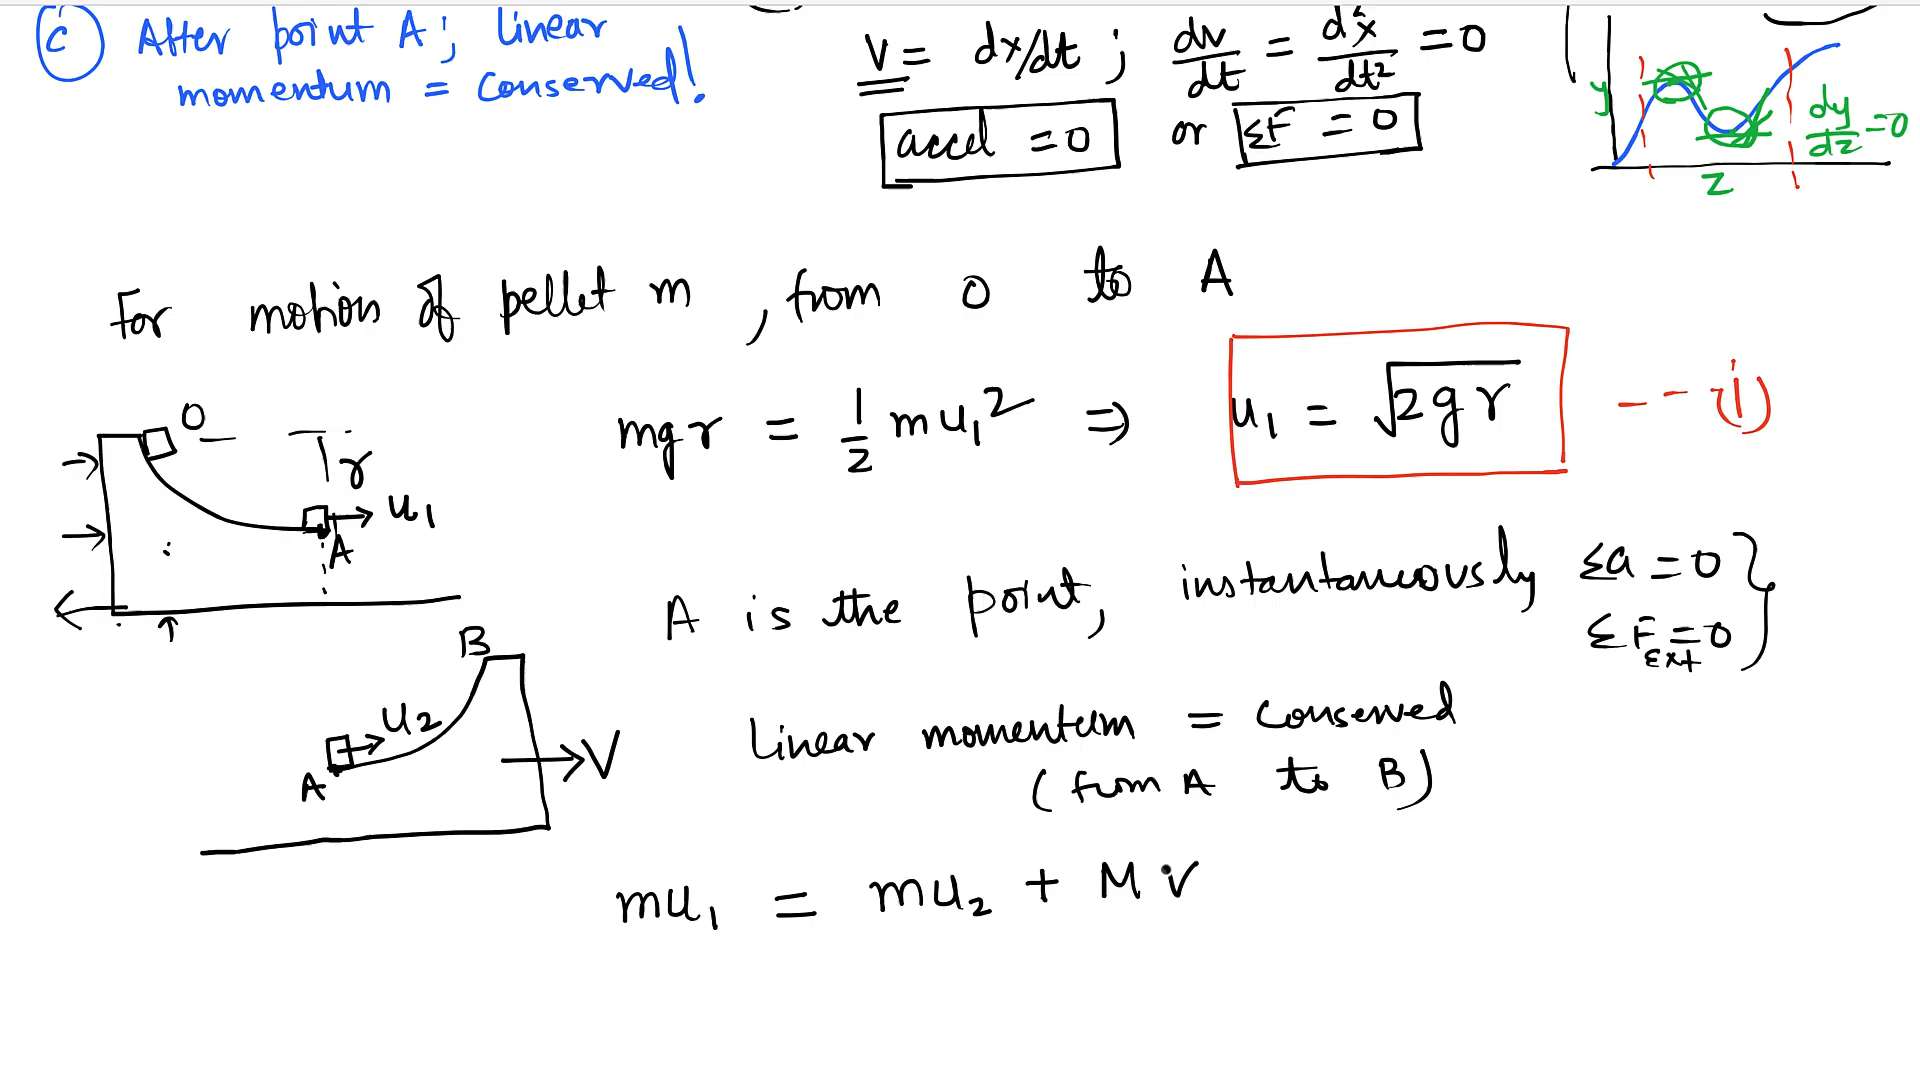 (c) After point A; linear
momentum = conserved!
V = dx/dt ; dv/dt = d²x/dt² = 0
accel = 0 or ΣF = 0
y
z
dy/dz = 0
For motion of pellet m, from O to A
mgr = 1/2 mu₁² ⇒ u₁ = √2gr -- (i)
O
r
u₁
A
A is the point, instantaneously Σa = 0
ΣF = 0
Ext
B
u₂
A
V
Linear momentum = conserved
(from A to B)
mu₁ = mu₂ + MV